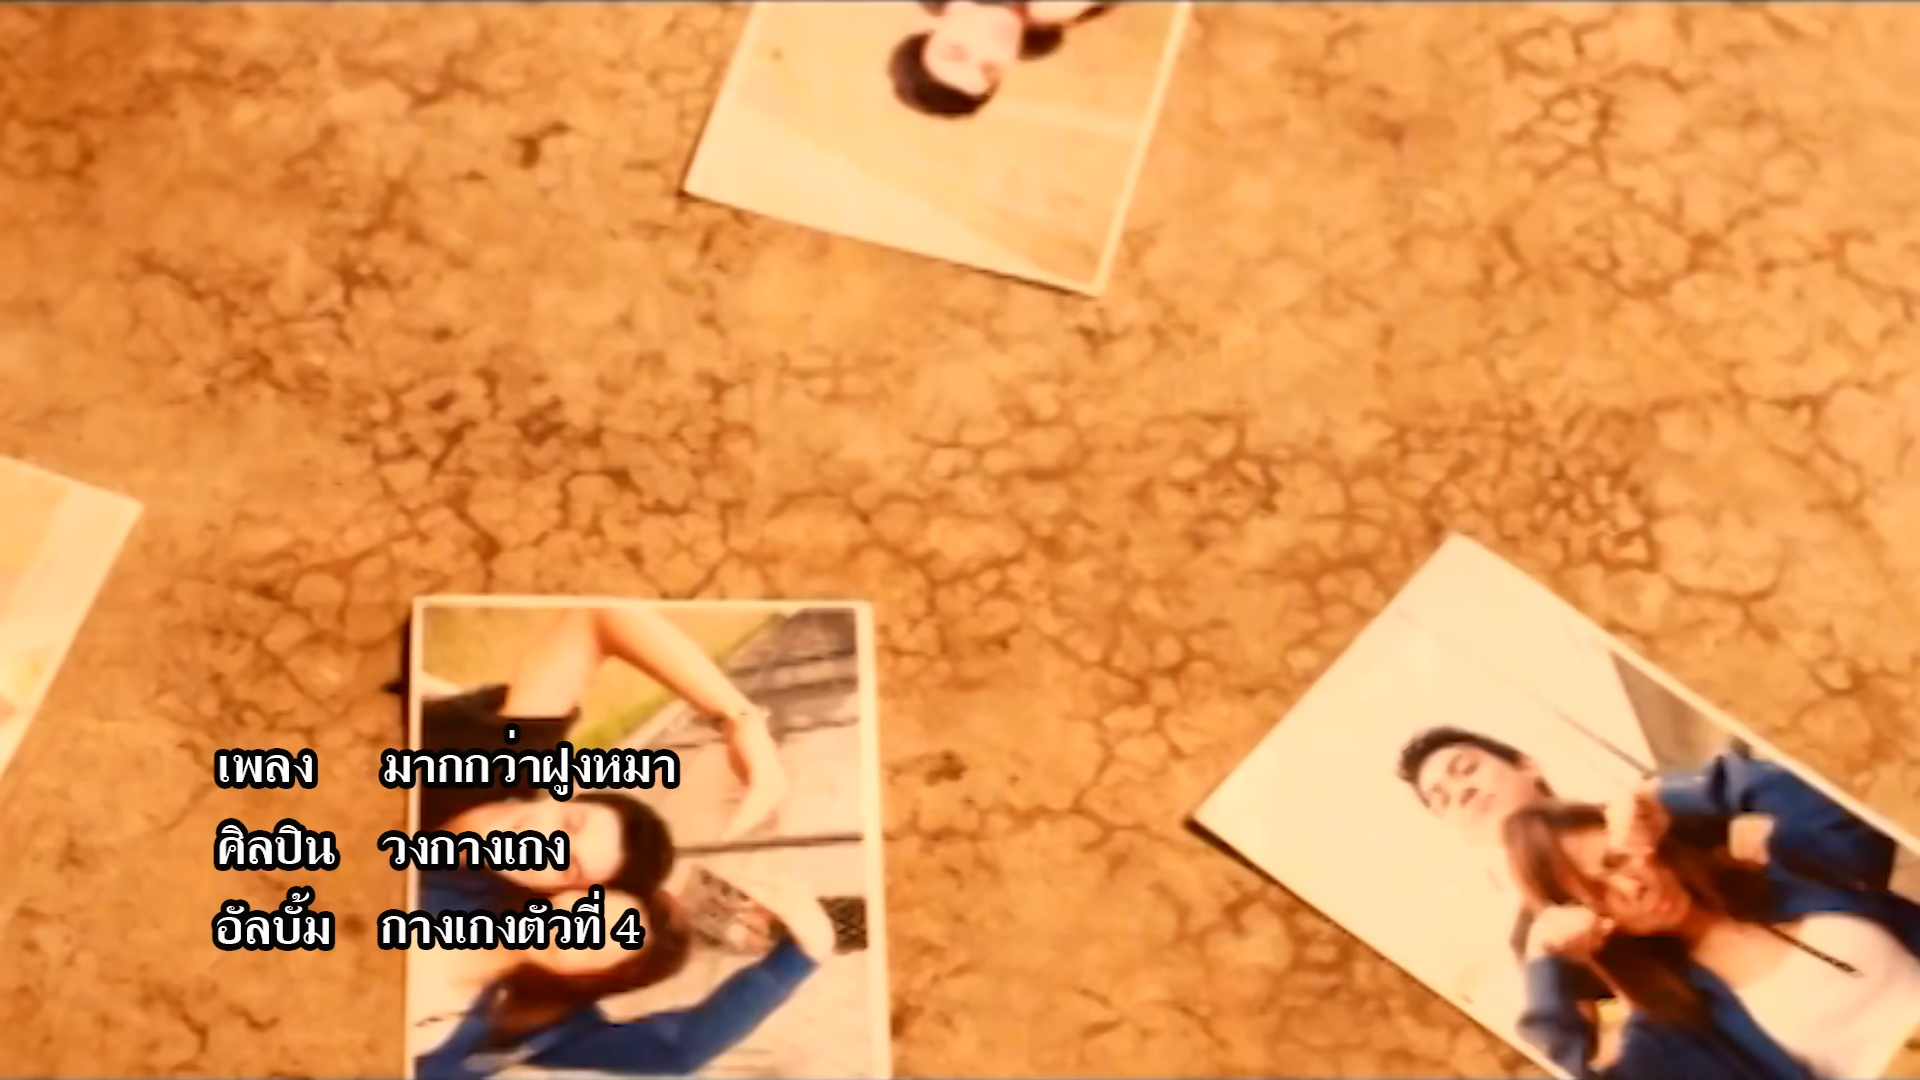 เพลง มากกว่าฝูงหมา
ศิลปิน วงกางเกง
อัลบั้ม กางเกงตัวที่ 4